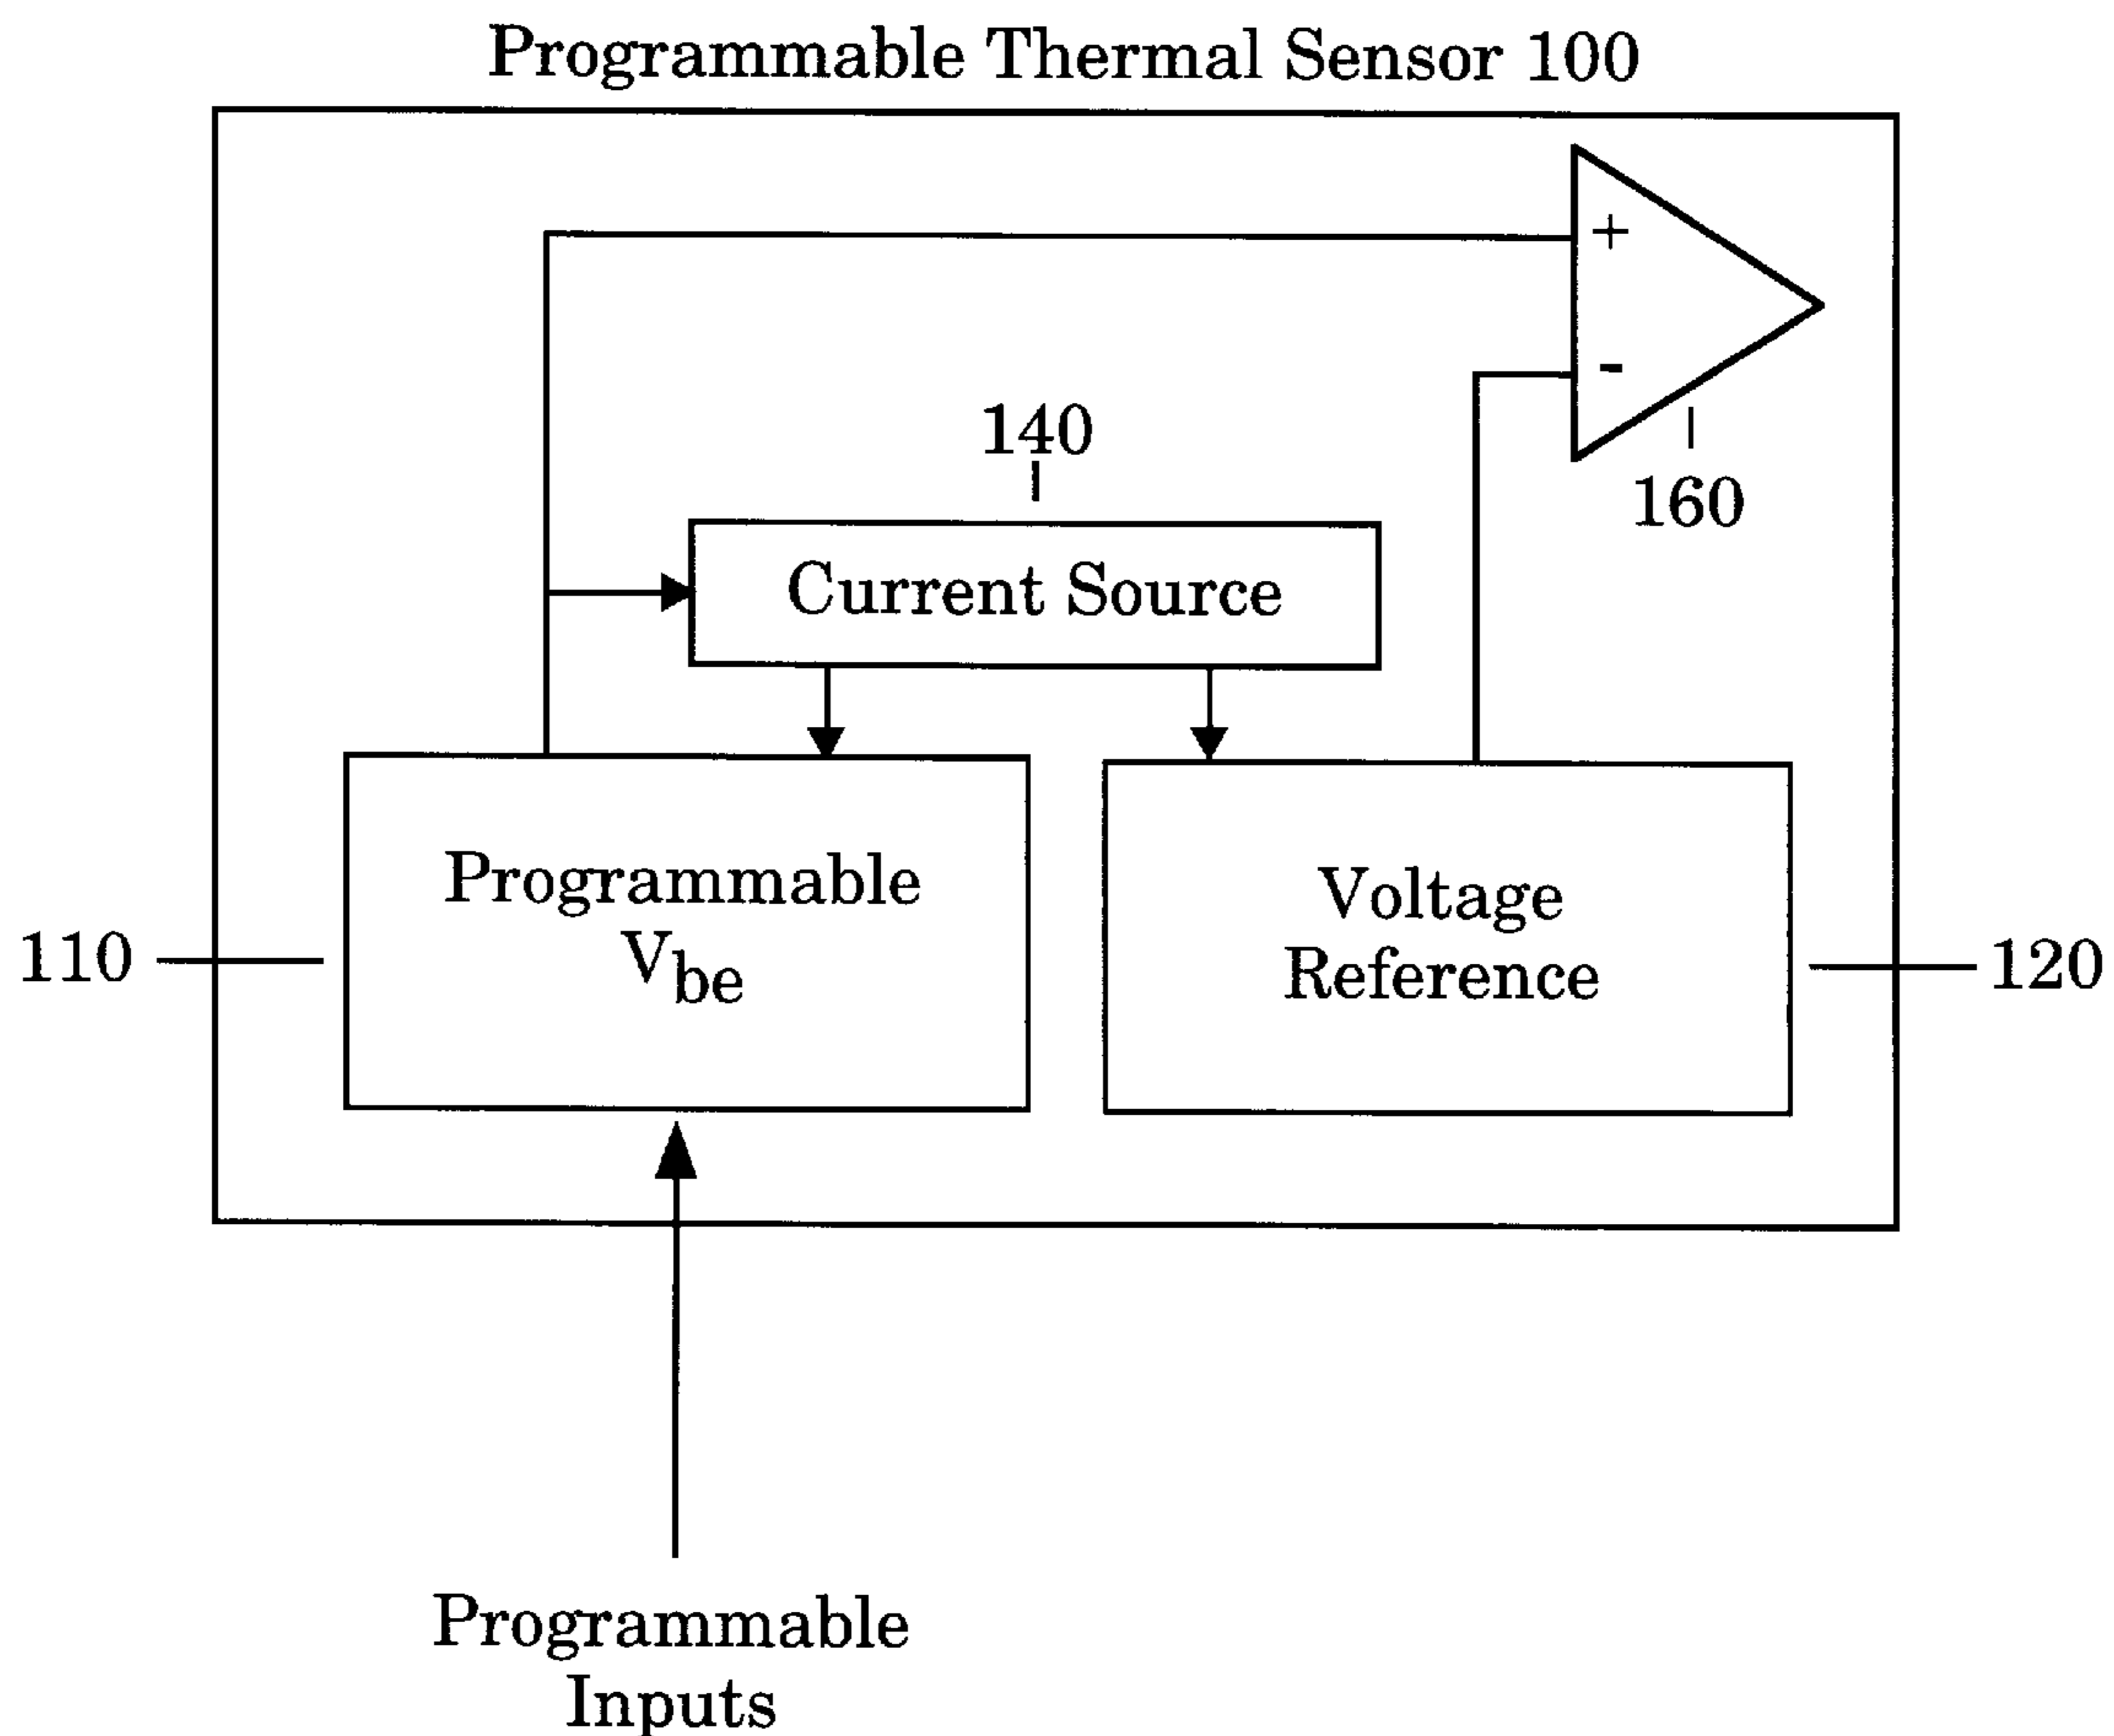 Programmable Thermal Sensor 100
+
-
140
160
Current Source
Programmable
Vbe
Voltage
Reference
110
120
Programmable
Inputs